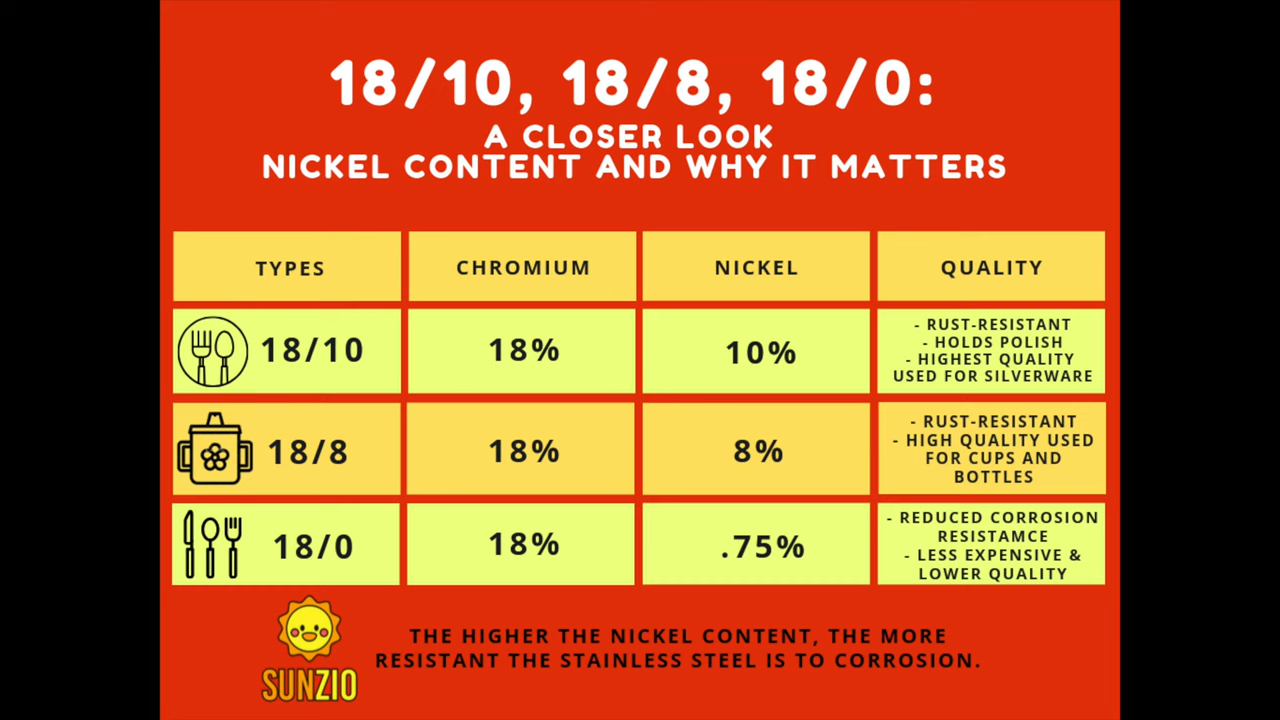 18/10, 18/8, 18/0:
A CLOSER LOOK
NICKEL CONTENT AND WHY IT MATTERS
TYPES
CHROMIUM
NICKEL
QUALITY
18/10
18%
10%
- RUST-RESISTANT
- HOLDS POLISH
- HIGHEST QUALITY
USED FOR SILVERWARE
18/8
18%
8%
- RUST-RESISTANT
- HIGH QUALITY USED
FOR CUPS AND
BOTTLES
18/0
18%
.75%
- REDUCED CORROSION
RESISTAMCE
- LESS EXPENSIVE &
LOWER QUALITY
SUNZIO
THE HIGHER THE NICKEL CONTENT, THE MORE
RESISTANT THE STAINLESS STEEL IS TO CORROSION.